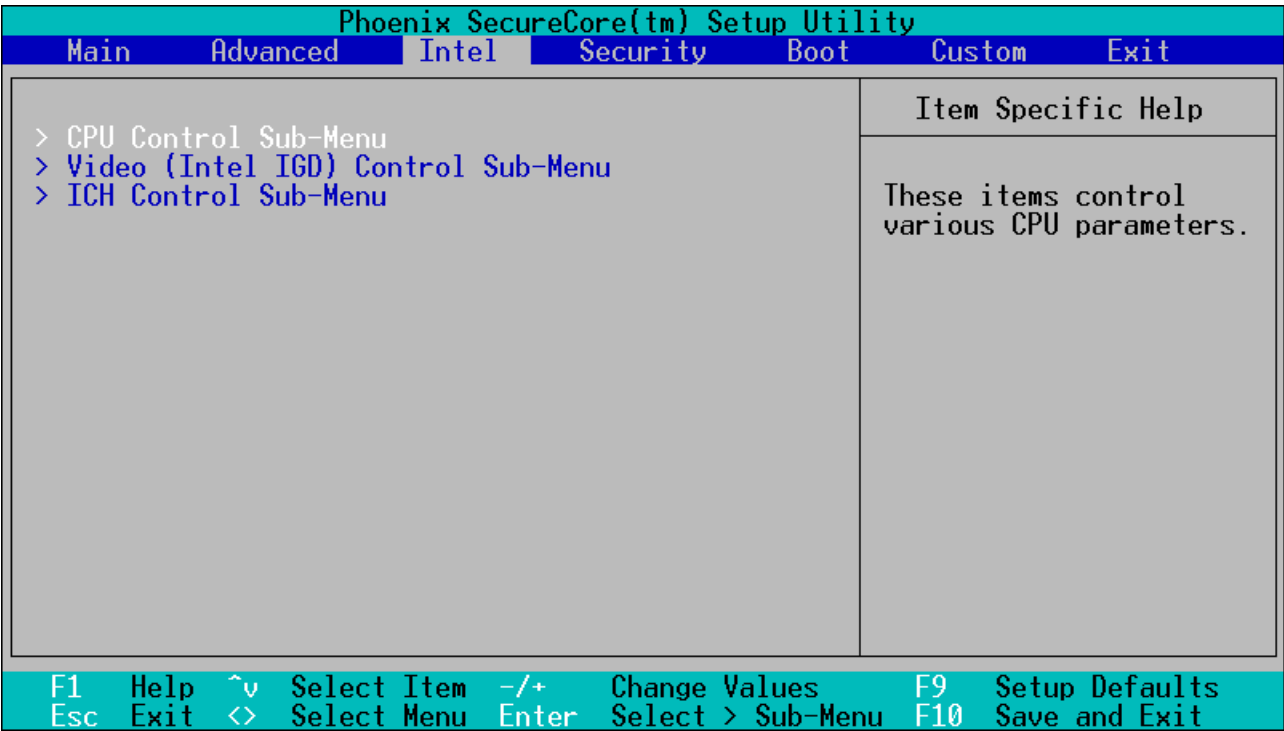 Phoenix SecureCore(tm) Setup Utility
Main Advanced Intel Security Boot Custom Exit
> CPU Control Sub-Menu
> Video (Intel IGD) Control Sub-Menu
> ICH Control Sub-Menu
Item Specific Help
These items control
various CPU parameters.
F1 Help ^v Select Item -/+ Change Values F9 Setup Defaults
Esc Exit <> Select Menu Enter Select > Sub-Menu F10 Save and Exit